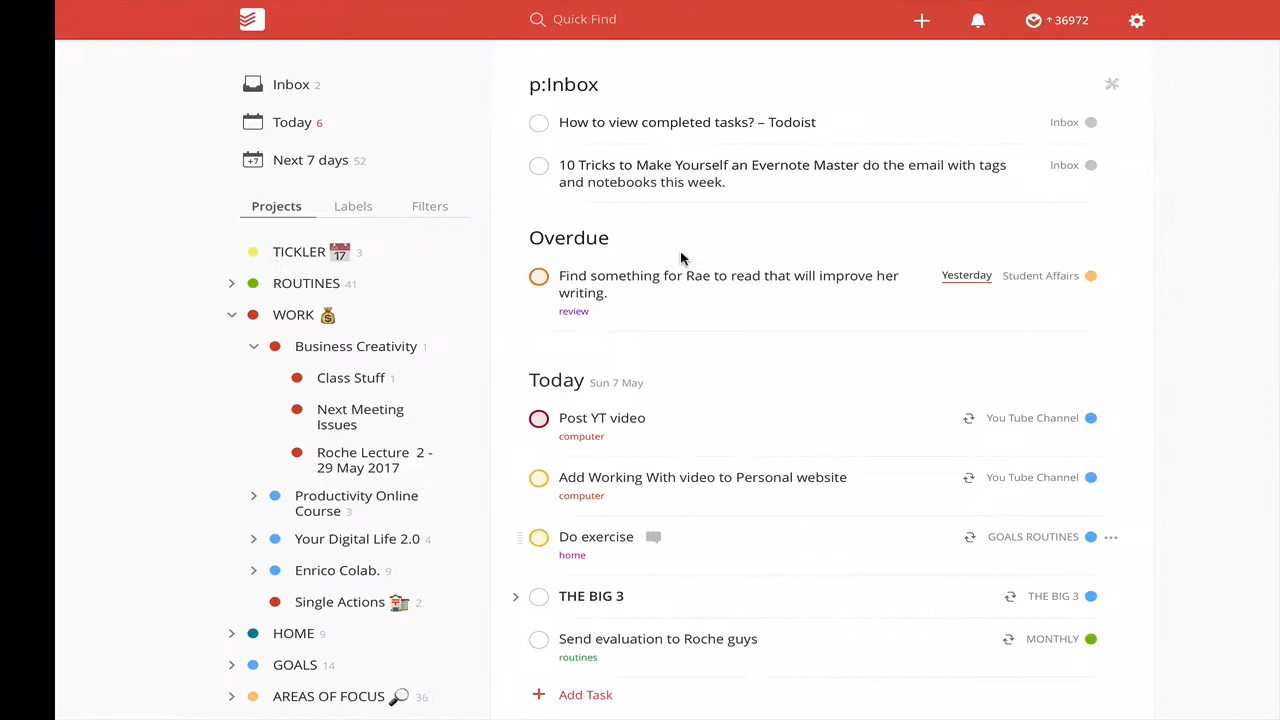 Quick Find
36972
Inbox 2
Today 6
Next 7 days 52
Projects Labels Filters
TICKLER 17 3
ROUTINES 41
WORK
Business Creativity 1
Class Stuff 1
Next Meeting
Issues
Roche Lecture 2 -
29 May 2017
Productivity Online
Course 3
Your Digital Life 2.0 4
Enrico Colab. 9
Single Actions 2
HOME 9
GOALS 14
AREAS OF FOCUS 36
p:Inbox
How to view completed tasks? – Todoist Inbox
10 Tricks to Make Yourself an Evernote Master do the email with tags Inbox
and notebooks this week.
Overdue
Find something for Rae to read that will improve her Yesterday Student Affairs
writing.
review
Today Sun 7 May
Post YT video You Tube Channel
computer
Add Working With video to Personal website You Tube Channel
computer
Do exercise GOALS ROUTINES
home
THE BIG 3 THE BIG 3
Send evaluation to Roche guys MONTHLY
routines
+ Add Task